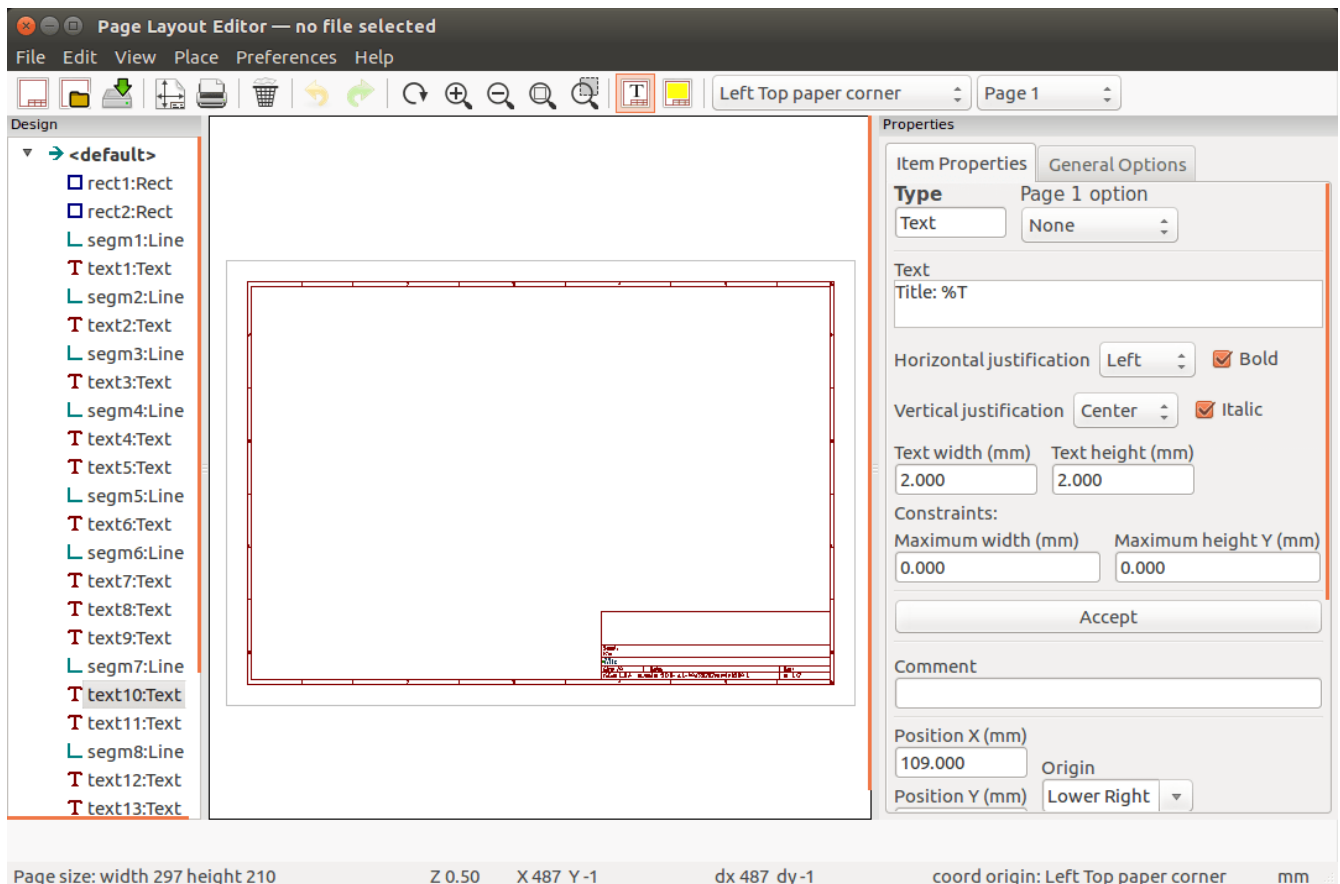 Page Layout Editor — no file selected
File Edit View Place Preferences Help
T Left Top paper corner Page 1
Design
<default>
rect1:Rect
rect2:Rect
segm1:Line
T text1:Text
segm2:Line
T text2:Text
segm3:Line
T text3:Text
segm4:Line
T text4:Text
T text5:Text
segm5:Line
T text6:Text
segm6:Line
T text7:Text
T text8:Text
T text9:Text
segm7:Line
T text10:Text
T text11:Text
segm8:Line
T text12:Text
T text13:Text
Properties
Item Properties General Options
Type Page 1 option
Text None
Text
Title: %T
Horizontal justification Left Bold
Vertical justification Center Italic
Text width (mm) Text height (mm)
2.000 2.000
Constraints:
Maximum width (mm) Maximum height Y (mm)
0.000 0.000
Accept
Comment
Position X (mm)
109.000 Origin
Position Y (mm) Lower Right
Page size: width 297 height 210 Z 0.50 X 487 Y -1 dx 487 dy -1 coord origin: Left Top paper corner mm